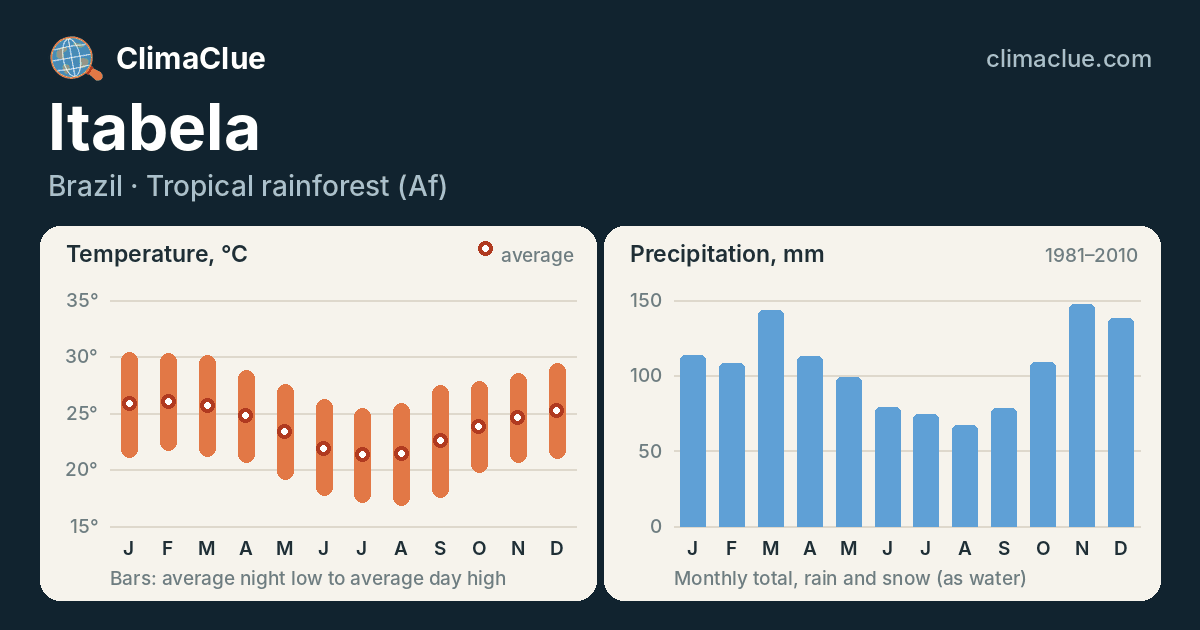 ClimaClue
climaclue.com
Itabela
Brazil · Tropical rainforest (Af)
Temperature, °C
average
35°
30°
25°
20°
15°
J F M A M J J A S O N D
Bars: average night low to average day high
Precipitation, mm
1981–2010
150
100
50
0
J F M A M J J A S O N D
Monthly total, rain and snow (as water)